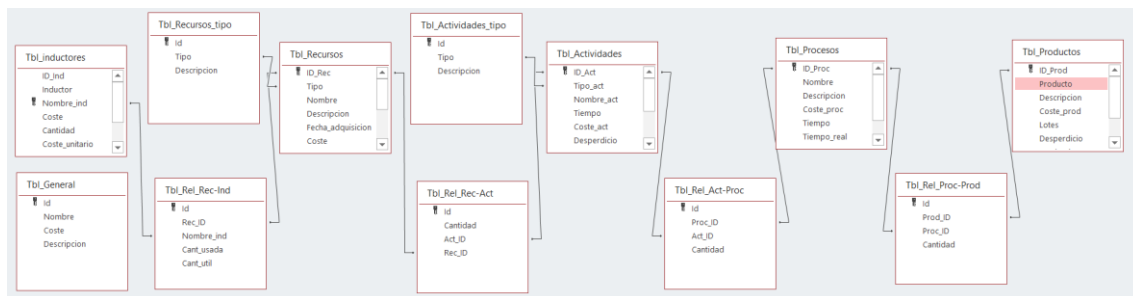 Tbl_inductores
ID_Ind
Inductor
Nombre_ind
Coste
Cantidad
Coste_unitario
Tbl_Recursos_tipo
Id
Tipo
Descripcion
Tbl_Recursos
ID_Rec
Tipo
Nombre
Descripcion
Fecha_adquisicion
Coste
Tbl_Actividades_tipo
Id
Tipo
Descripcion
Tbl_Actividades
ID_Act
Tipo_act
Nombre_act
Tiempo
Coste_act
Desperdicio
Tbl_Procesos
ID_Proc
Nombre
Descripcion
Coste_proc
Tiempo
Tiempo_real
Tbl_Productos
ID_Prod
Producto
Descripcion
Coste_prod
Lotes
Desperdicio
Tbl_General
Id
Nombre
Coste
Descripcion
Tbl_Rel_Rec-Ind
Id
Rec_ID
Nombre_ind
Cant_usada
Cant_util
Tbl_Rel_Rec-Act
Id
Cantidad
Act_ID
Rec_ID
Tbl_Rel_Act-Proc
Id
Proc_ID
Act_ID
Cantidad
Tbl_Rel_Proc-Prod
Id
Prod_ID
Proc_ID
Cantidad